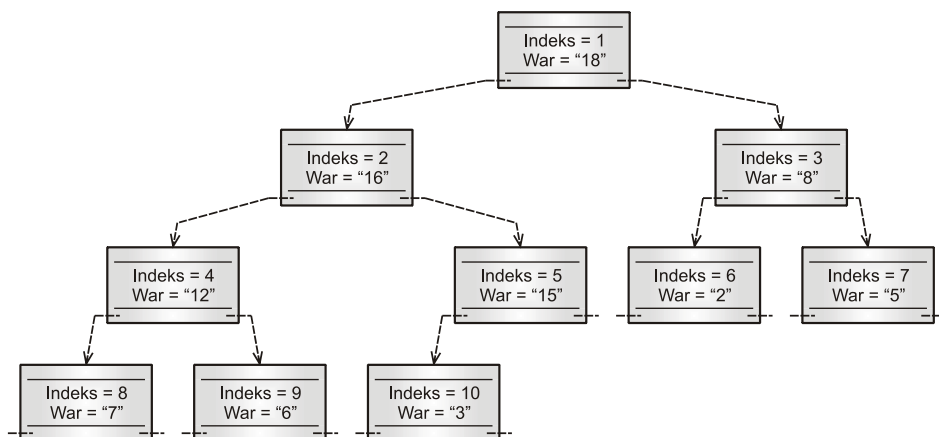 Indeks = 1
War = “18”
Indeks = 2
War = “16”
Indeks = 3
War = “8”
Indeks = 4
War = “12”
Indeks = 5
War = “15”
Indeks = 6
War = “2”
Indeks = 7
War = “5”
Indeks = 8
War = “7”
Indeks = 9
War = “6”
Indeks = 10
War = “3”